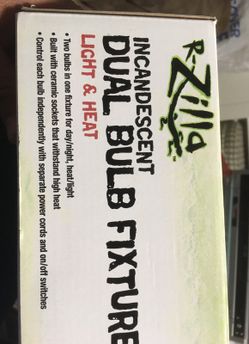 R-Zilla
INCANDESCENT
DUAL BULB FIXTURE
LIGHT & HEAT
• Two bulbs in one fixture for day/night, heat/light
• Built with ceramic sockets that withstand high heat
• Control each bulb independently with separate power cords and on/off switches